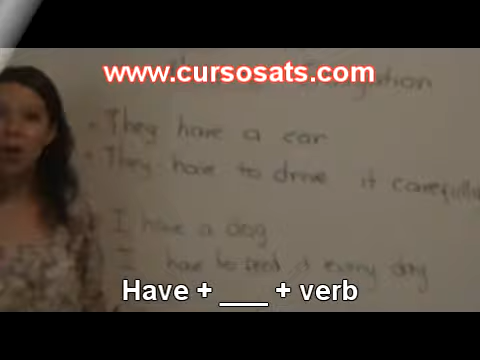 www.cursosats.com
They have a car
They have to drive it carefully
I have a dog
I have to feed it every day
Have + ___ + verb